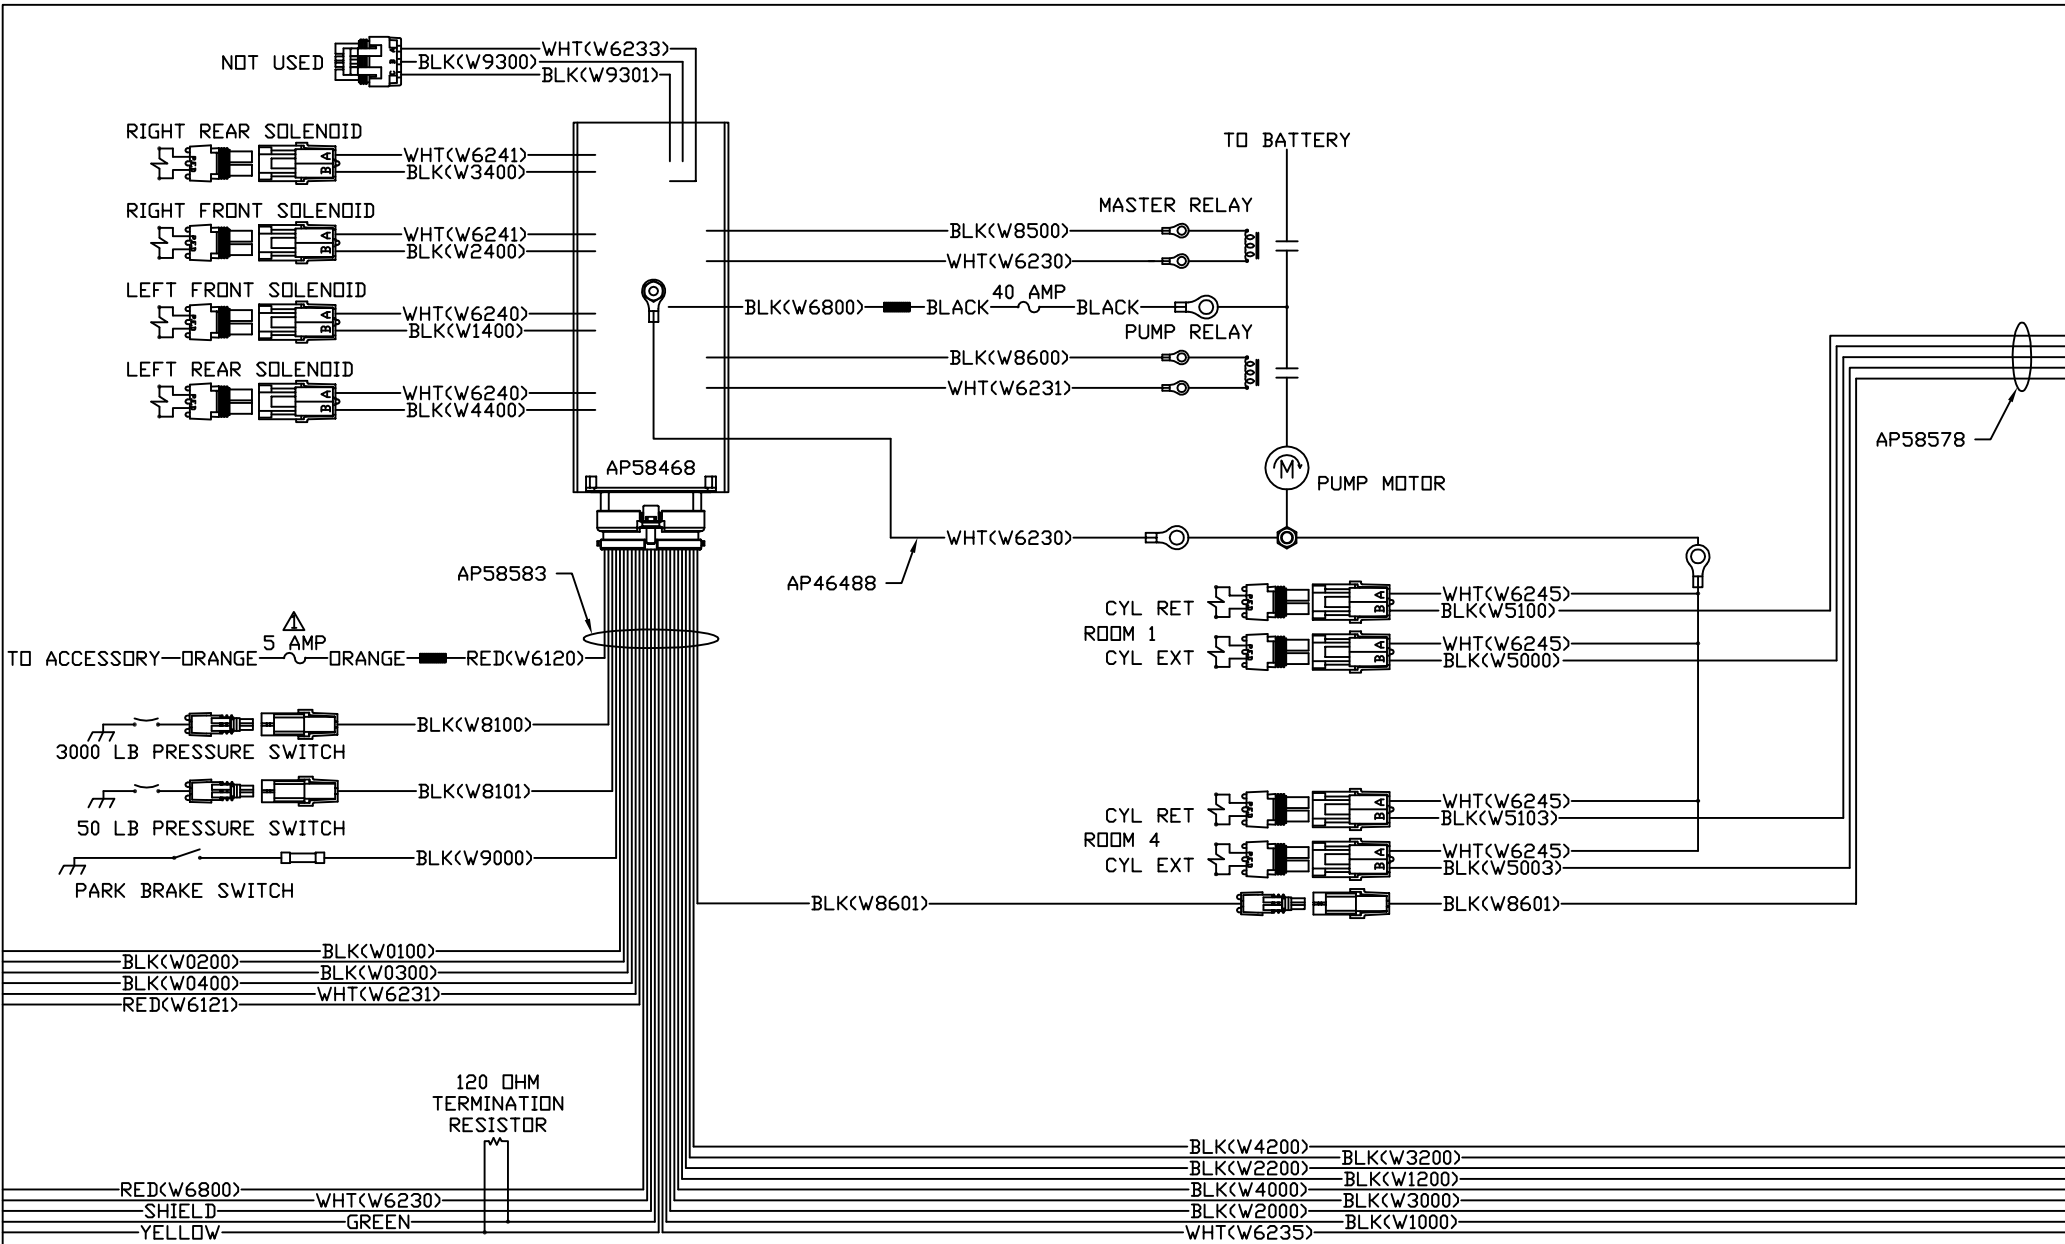 NOT USED
WHT(W6233)
BLK(W9300)
BLK(W9301)
RIGHT REAR SOLENOID
A
B
WHT(W6241)
BLK(W3400)
RIGHT FRONT SOLENOID
A
B
WHT(W6241)
BLK(W2400)
LEFT FRONT SOLENOID
A
B
WHT(W6240)
BLK(W1400)
LEFT REAR SOLENOID
A
B
WHT(W6240)
BLK(W4400)
AP58468
TO BATTERY
MASTER RELAY
BLK(W8500)
WHT(W6230)
BLK(W6800)
BLACK
40 AMP
BLACK
PUMP RELAY
BLK(W8600)
WHT(W6231)
M
PUMP MOTOR
AP58578
WHT(W6230)
AP46488
AP58583
1
5 AMP
TO ACCESSORY
ORANGE
ORANGE
RED(W6120)
BLK(W8100)
3000 LB PRESSURE SWITCH
BLK(W8101)
50 LB PRESSURE SWITCH
BLK(W9000)
PARK BRAKE SWITCH
CYL RET
A
B
WHT(W6245)
BLK(W5100)
ROOM 1
CYL EXT
A
B
WHT(W6245)
BLK(W5000)
CYL RET
A
B
WHT(W6245)
BLK(W5103)
ROOM 4
CYL EXT
A
B
WHT(W6245)
BLK(W5003)
BLK(W8601)
BLK(W8601)
BLK(W0100)
BLK(W0200)
BLK(W0300)
BLK(W0400)
WHT(W6231)
RED(W6121)
120 OHM
TERMINATION
RESISTOR
RED(W6800)
WHT(W6230)
SHIELD
GREEN
YELLOW
BLK(W4200)
BLK(W3200)
BLK(W2200)
BLK(W1200)
BLK(W4000)
BLK(W3000)
BLK(W2000)
BLK(W1000)
WHT(W6235)